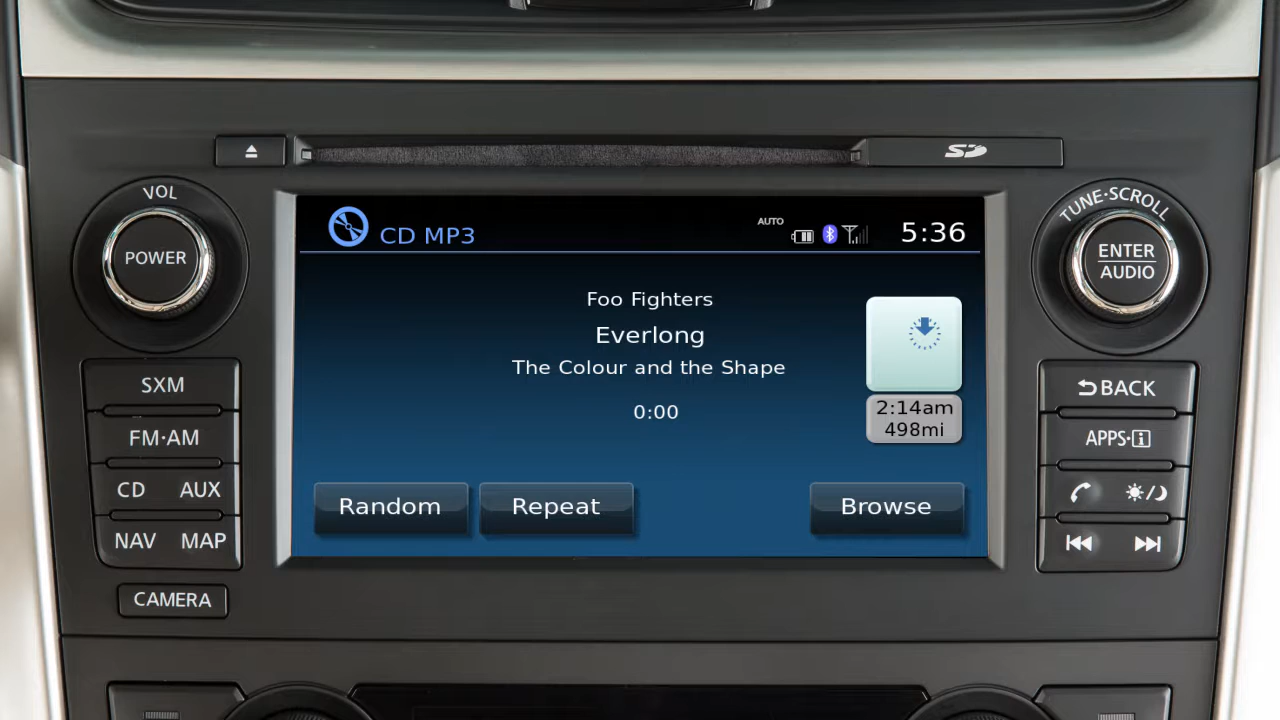 SD
VOL
POWER
TUNE·SCROLL
ENTER
AUDIO
CD MP3
AUTO
5:36
Foo Fighters
Everlong
The Colour and the Shape
0:00
2:14am
498mi
Random
Repeat
Browse
SXM
FM·AM
CD AUX
NAV MAP
CAMERA
BACK
APPS·i